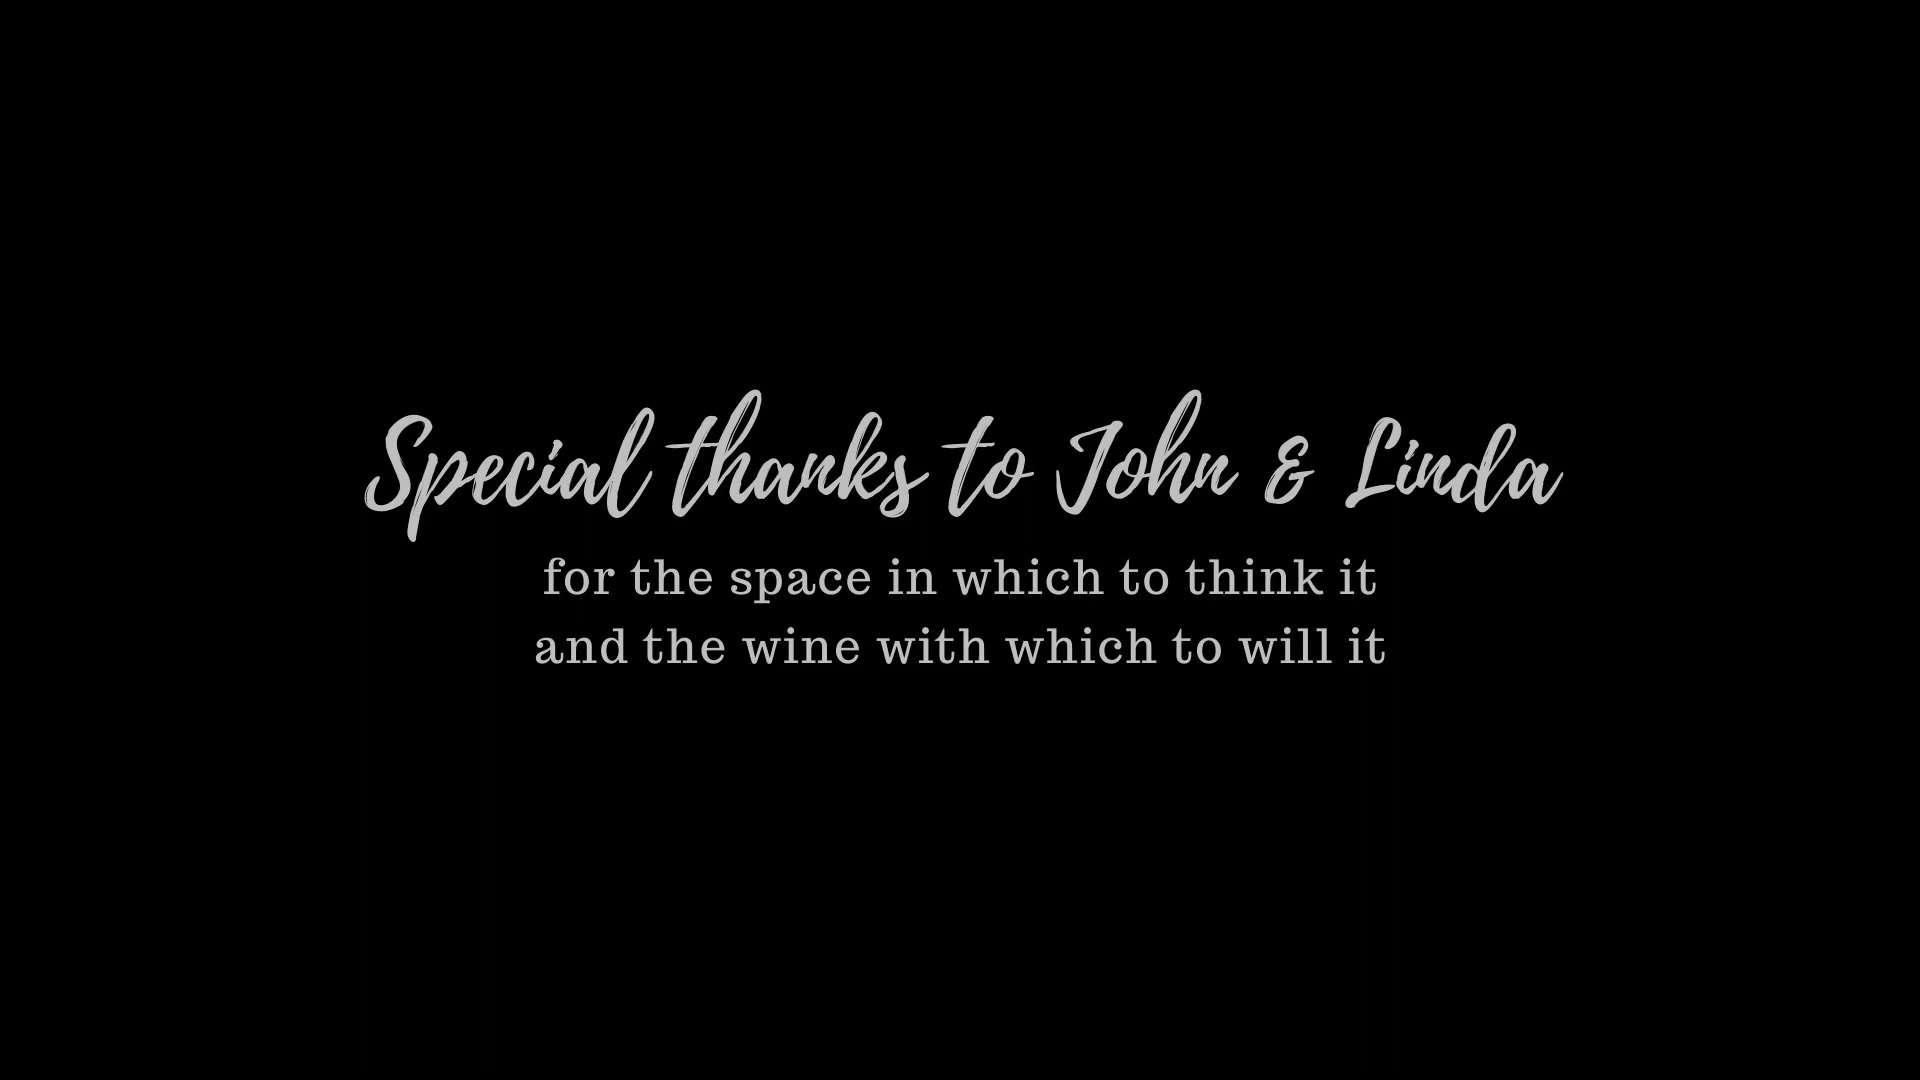 Special thanks to John & Linda
for the space in which to think it
and the wine with which to will it